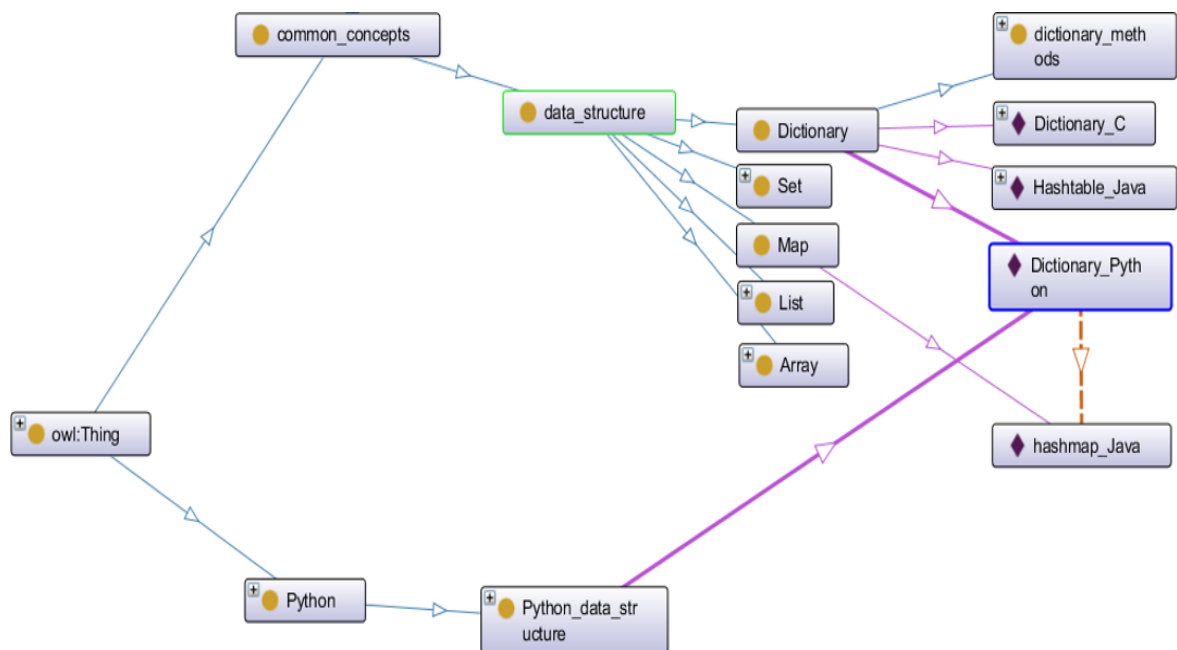 common_concepts
dictionary_meth
ods
data_structure
Dictionary
Dictionary_C
Set
Hashtable_Java
Map
Dictionary_Pyth
on
List
Array
owl:Thing
hashmap_Java
Python
Python_data_str
ucture